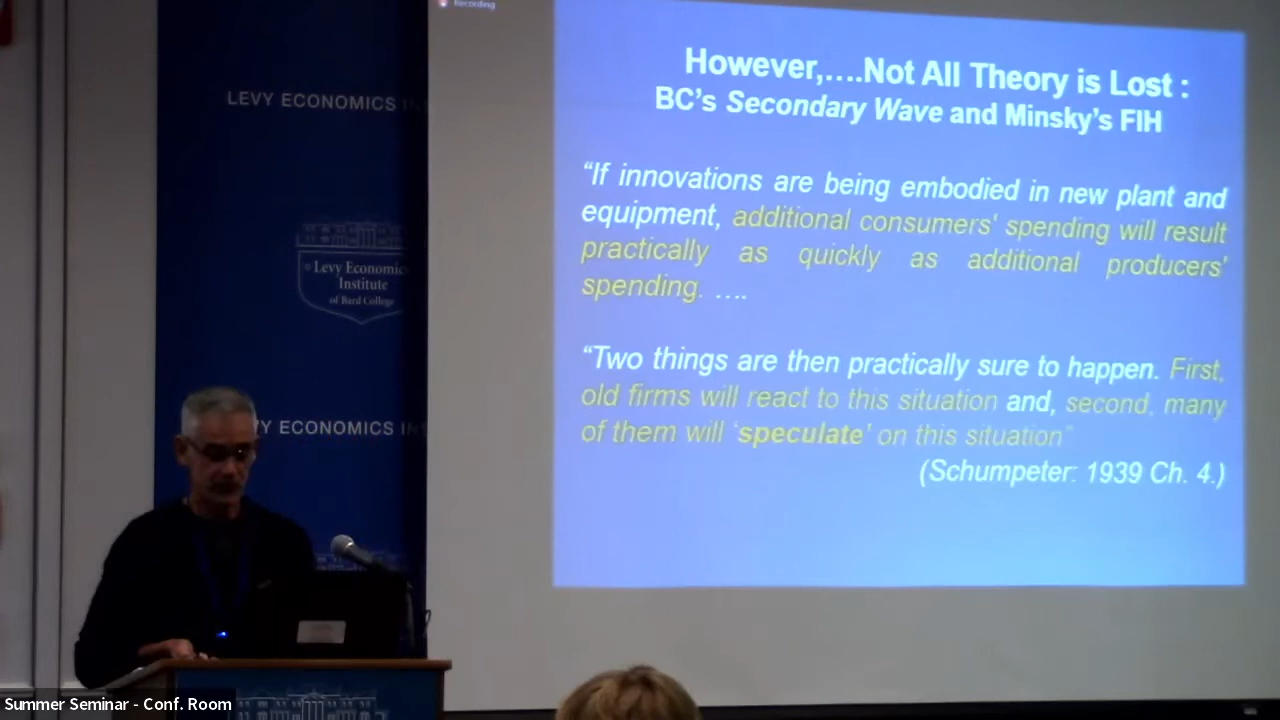 Recording
LEVY ECONOMICS IN
Levy Economics
Institute
of Bard College
VY ECONOMICS IN
However,….Not All Theory is Lost :
BC’s Secondary Wave and Minsky’s FIH
“If innovations are being embodied in new plant and
equipment, additional consumers' spending will result
practically as quickly as additional producers’
spending. ….
“Two things are then practically sure to happen. First,
old firms will react to this situation and, second, many
of them will ‘speculate’ on this situation”
(Schumpeter: 1939 Ch. 4.)
Summer Seminar - Conf. Room